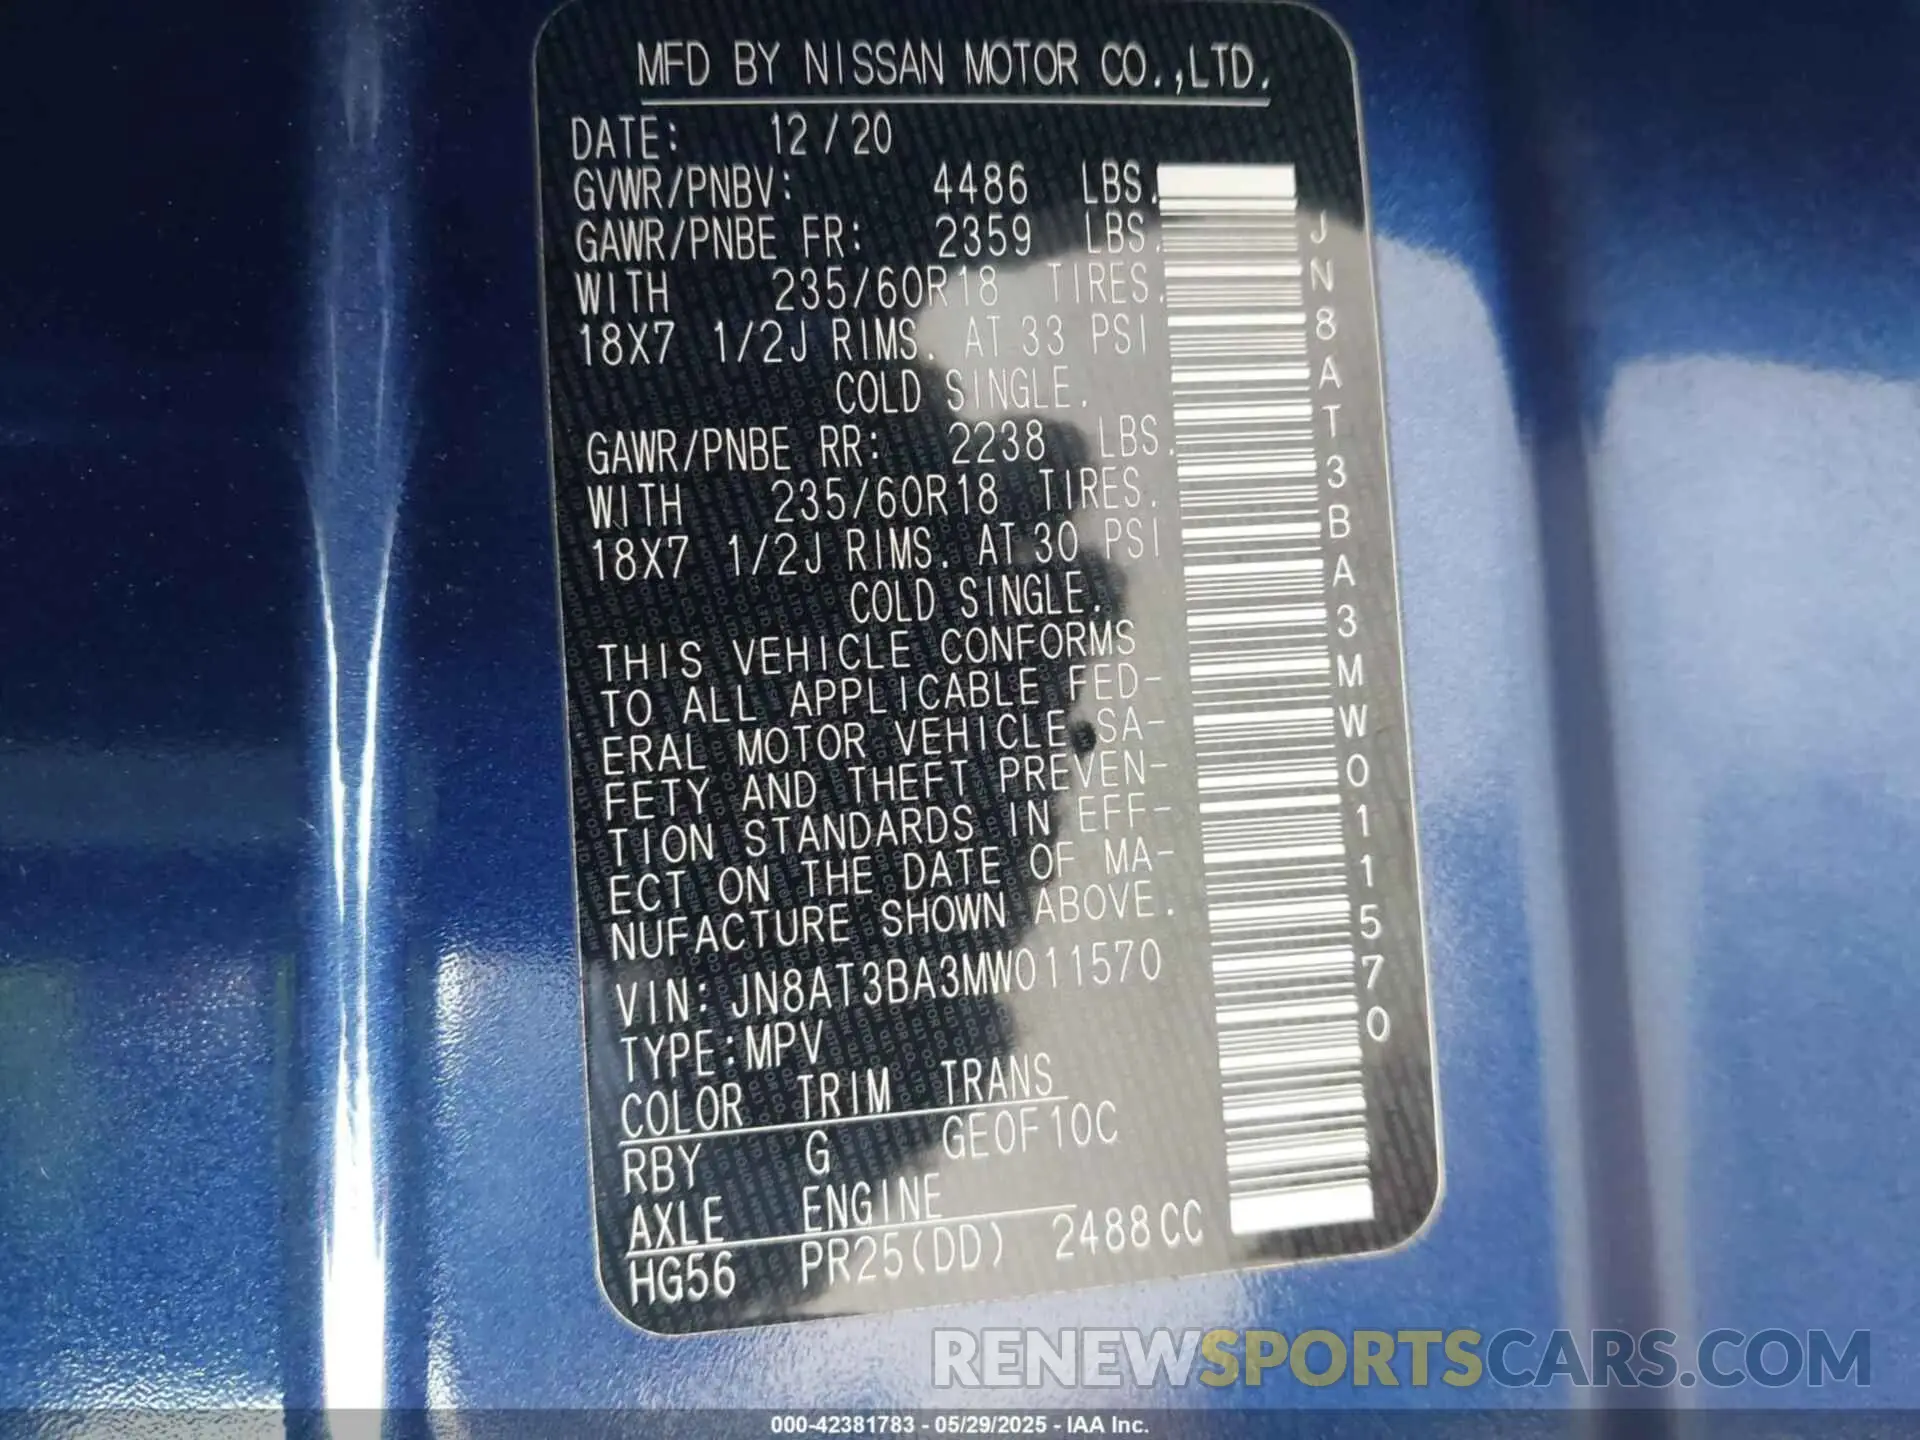 MFD BY NISSAN MOTOR CO.,LTD.
DATE: 12/20
GVWR/PNBV: 4486 LBS.
GAWR/PNBE FR: 2359 LBS.
WITH 235/60R18 TIRES.
18X7 1/2J RIMS. AT 33 PSI
COLD SINGLE.
GAWR/PNBE RR: 2238 LBS.
WITH 235/60R18 TIRES.
18X7 1/2J RIMS. AT 30 PSI
COLD SINGLE.
THIS VEHICLE CONFORMS
TO ALL APPLICABLE FED-
ERAL MOTOR VEHICLE SA-
FETY AND THEFT PREVEN-
TION STANDARDS IN EFF-
ECT ON THE DATE OF MA-
NUFACTURE SHOWN ABOVE.
VIN: JN8AT3BA3MW011570
TYPE:MPV
COLOR TRIM TRANS
RBY G GE0F10C
AXLE ENGINE
HG56 PR25(DD) 2488CC
JN8AT3BA3MW011570
RENEWSPORTSCARS.COM
000-42381783 - 05/29/2025 - IAA Inc.